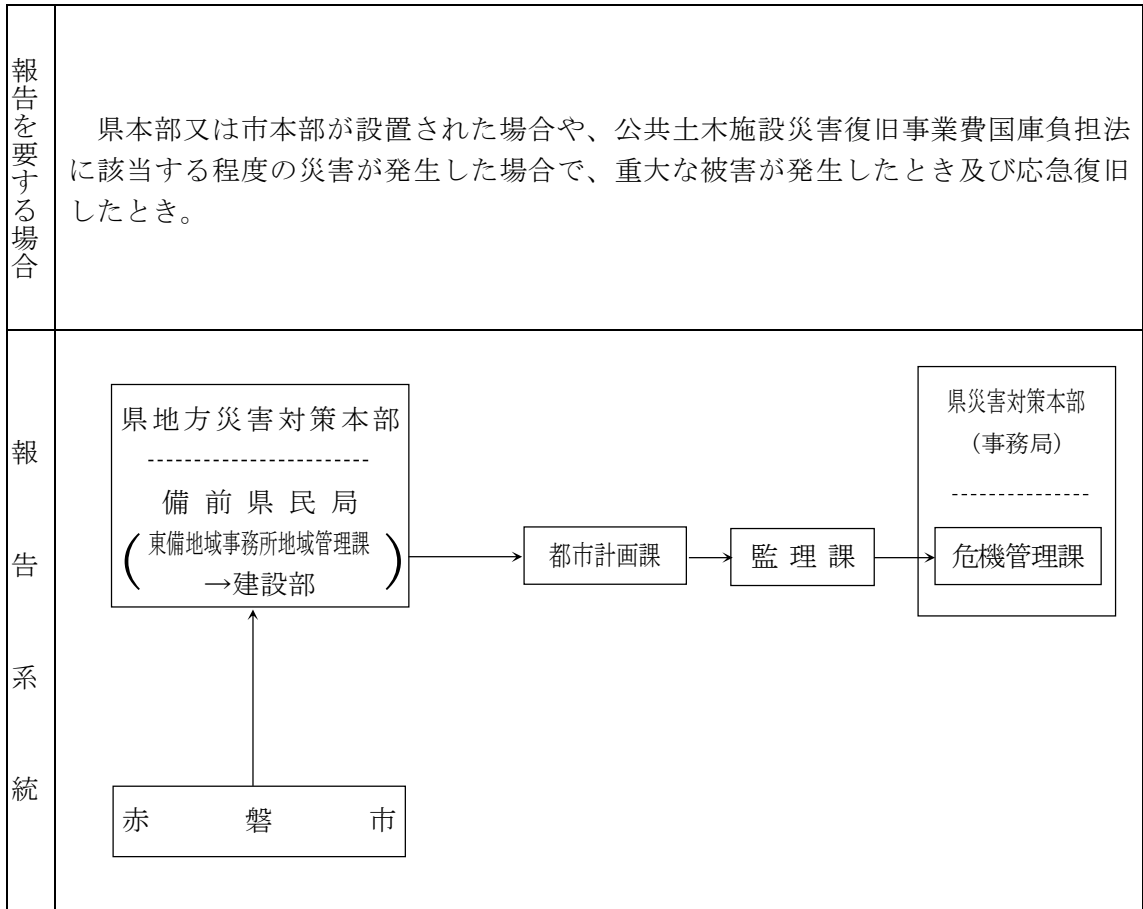 報告を要する場合
県本部又は市本部が設置された場合や、公共土木施設災害復旧事業費国庫負担法
に該当する程度の災害が発生した場合で、重大な被害が発生したとき及び応急復旧
したとき。
報告系統
県地方災害対策本部
備前県民局
（東備地域事務所地域管理課
→建設部）
都市計画課
監理課
県災害対策本部
（事務局）
危機管理課
赤磐市